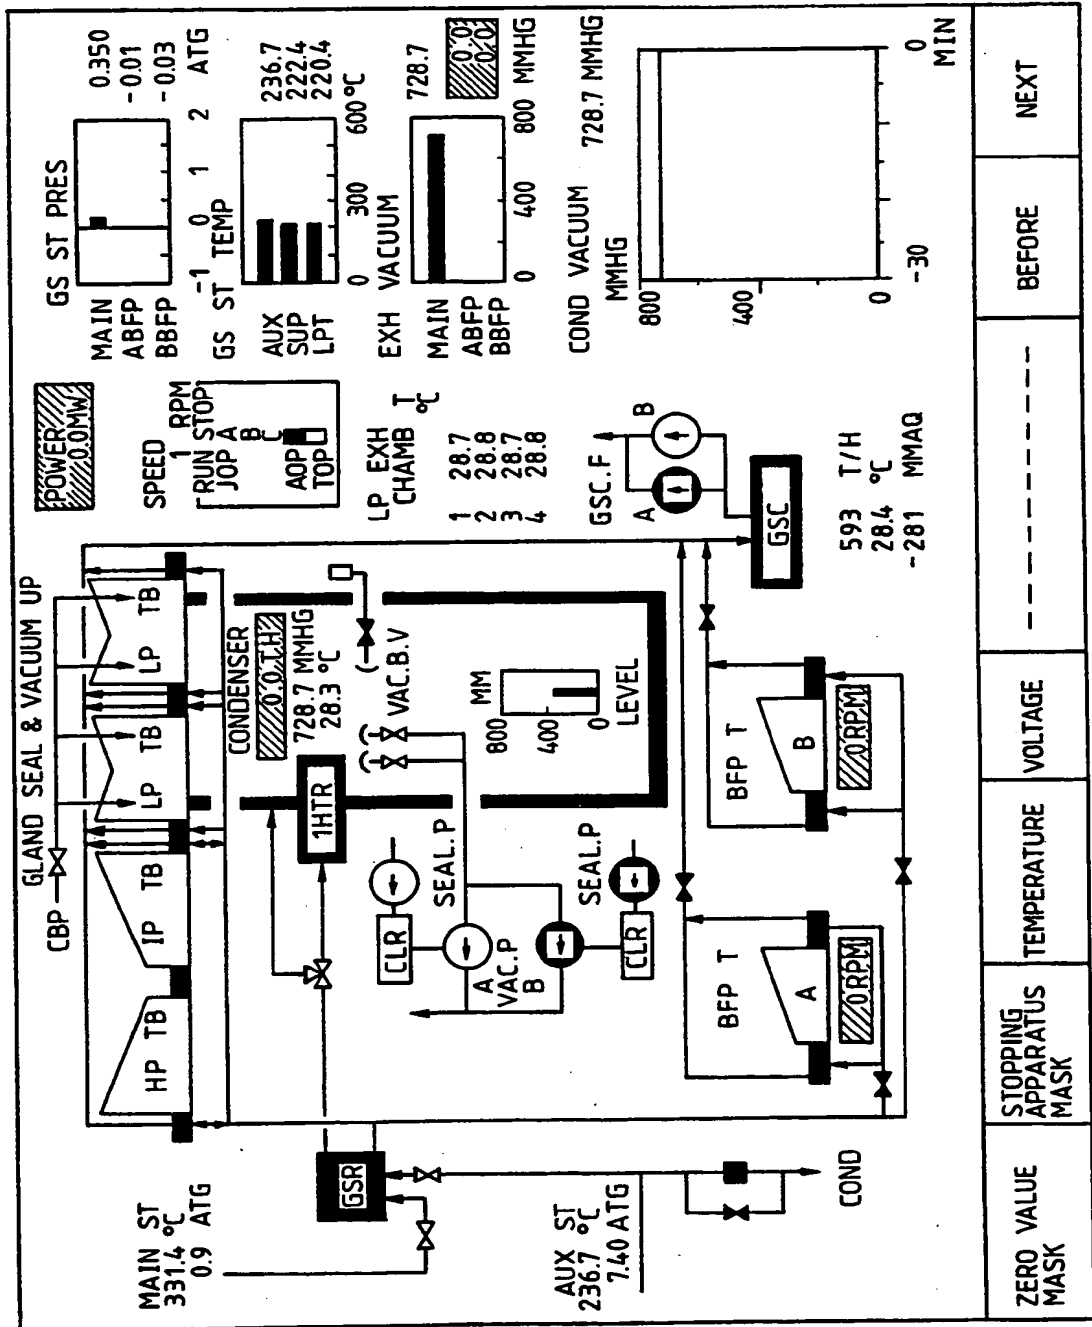 GLAND SEAL & VACUUM UP
CBP
HP TB
IP TB
LP TB
LP TB
MAIN ST
331.4 °C
0.9 ATG
GSR
AUX ST
236.7 °C
7.40 ATG
COND
1HTR
CONDENSER
0.0 T.H
728.7 MMHG
28.3 °C
VAC.B.V
CLR
SEAL.P
A
VAC.P
B
SEAL.P
CLR
MM
800
400
0
LEVEL
BFP T
A
0 RPM
BFP T
B
0 RPM
POWER
0.0MW
SPEED
1 RPM
RUN STOP
JOP A
B
C
AOP
TOP
LP EXH
CHAMB T
°C
1 28.7
2 28.8
3 28.7
4 28.8
GSC.F
A
B
GSC
593 T/H
28.4 °C
-281 MMAQ
GS ST PRES
MAIN 0.350
ABFP -0.01
BBFP -0.03
-1 0 1 2 ATG
GS ST TEMP
AUX 236.7
SUP 222.4
LPT 220.4
0 300 600°C
EXH VACUUM
MAIN 728.7
ABFP 0.0
BBFP 0.0
0 400 800 MMHG
COND VACUUM 728.7 MMHG
MMHG
800
400
0
-30 0
MIN
ZERO VALUE
MASK
STOPPING
APPARATUS
MASK
TEMPERATURE
VOLTAGE
BEFORE
NEXT